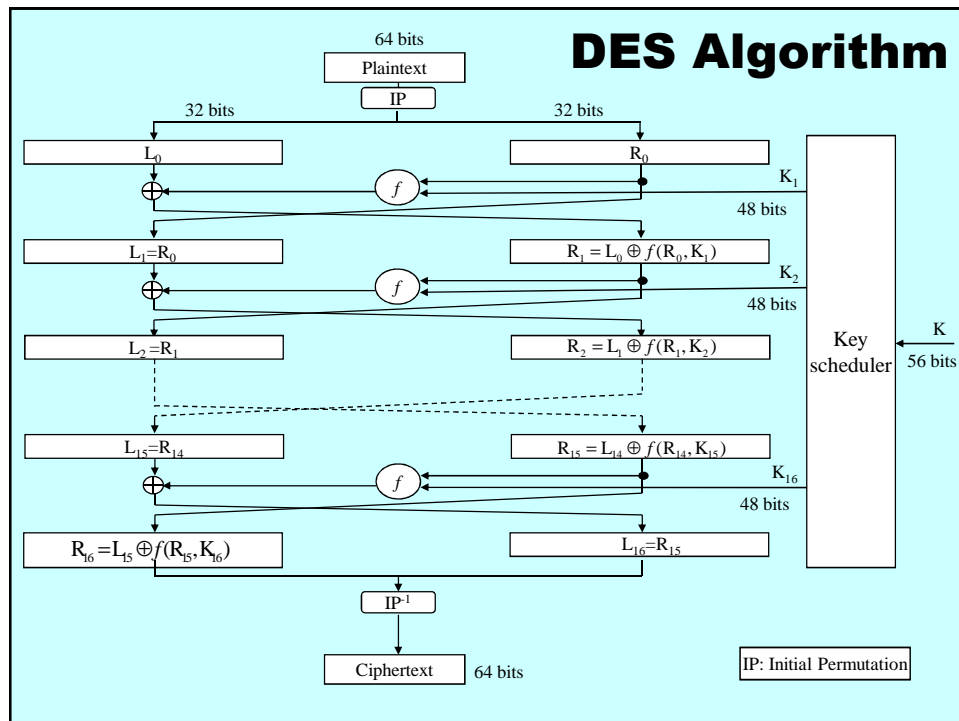 DES Algorithm
64 bits
Plaintext
IP
32 bits
32 bits
L₀
R₀
K₁
f
48 bits
L₁=R₀
R₁ = L₀ ⊕ f(R₀, K₁)
K₂
f
48 bits
L₂ =R₁
R₂ = L₁ ⊕ f(R₁, K₂)
Key
scheduler
K
56 bits
L₁₅=R₁₄
R₁₅ = L₁₄ ⊕ f(R₁₄, K₁₅)
K₁₆
f
48 bits
R₁₆ = L₁₅ ⊕ f(R₁₅, K₁₆)
L₁₆=R₁₅
IP⁻¹
Ciphertext
64 bits
IP: Initial Permutation